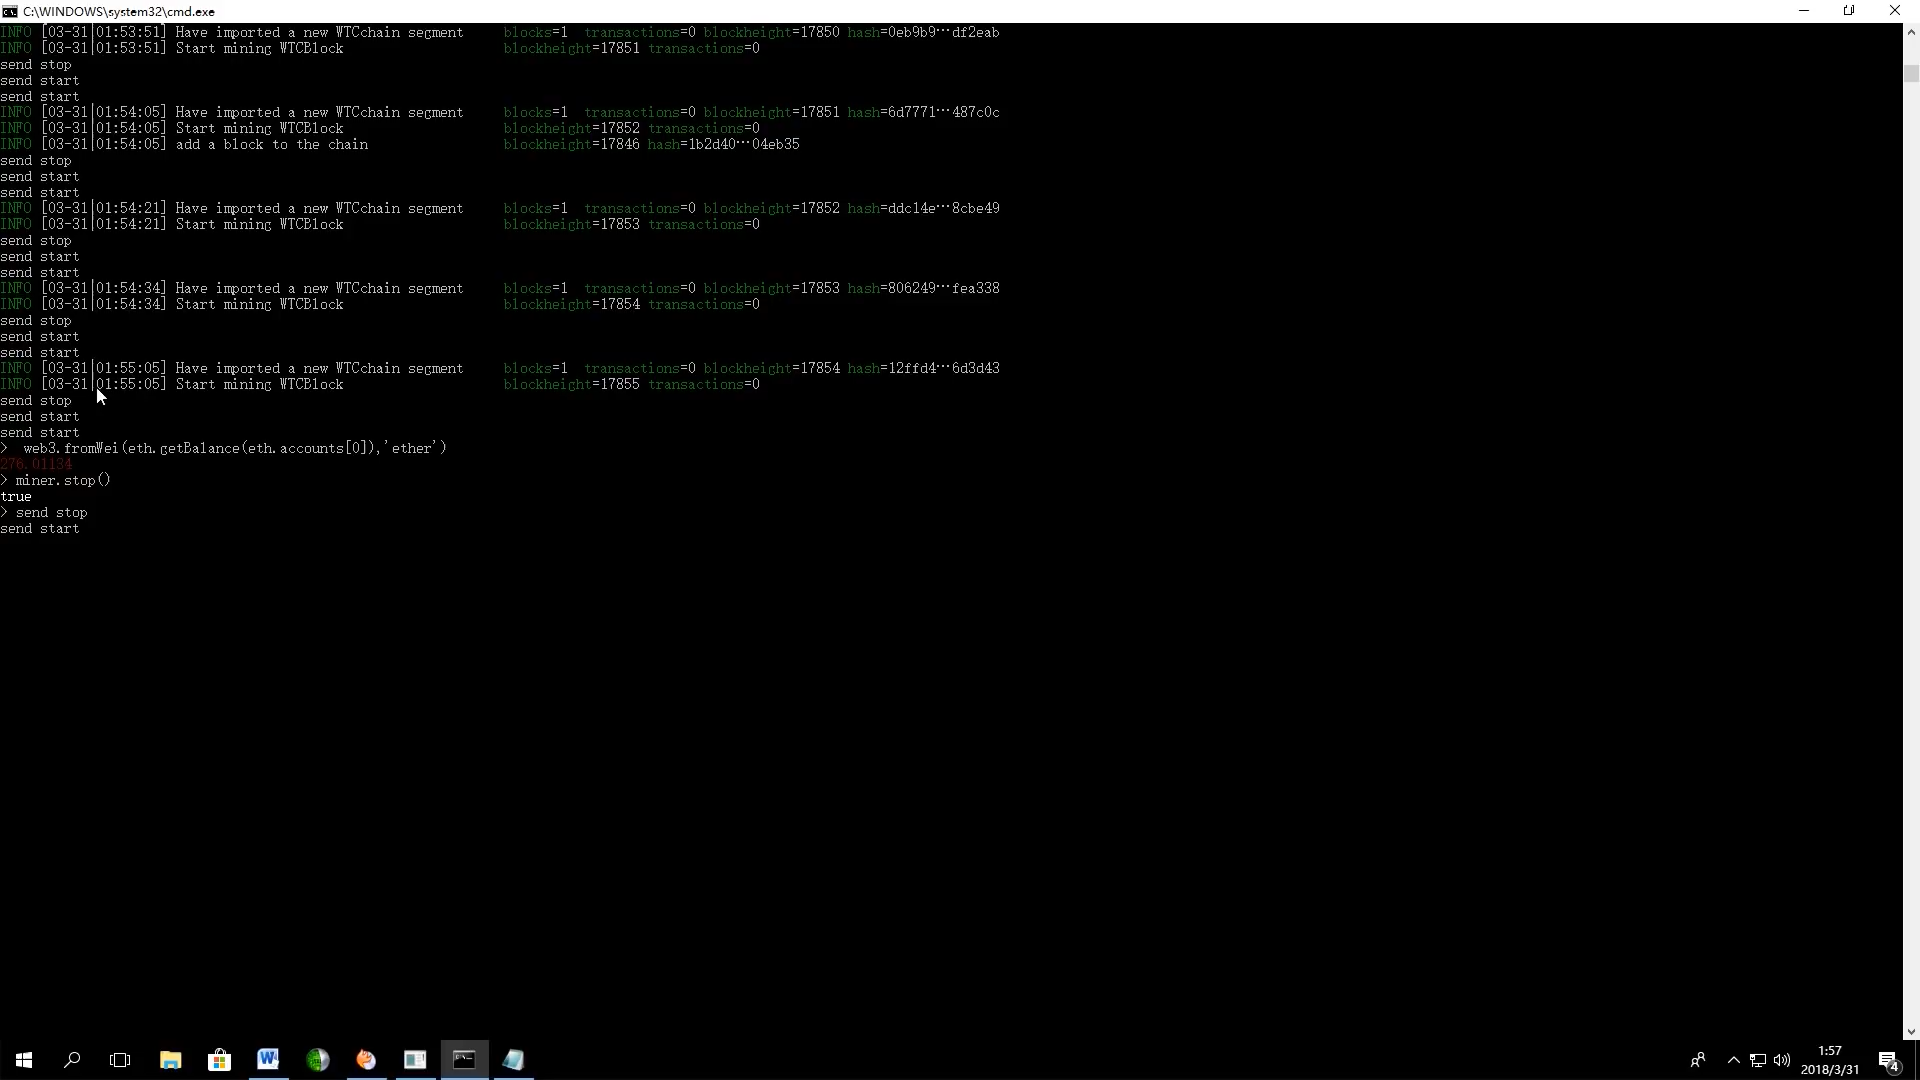 C:\WINDOWS\system32\cmd.exe
INFO [03-31|01:53:51] Have imported a new WTCchain segment blocks=1 transactions=0 blockheight=17850 hash=0eb9b9…df2eab
INFO [03-31|01:53:51] Start mining WTCBlock blockheight=17851 transactions=0
send stop
send start
send start
INFO [03-31|01:54:05] Have imported a new WTCchain segment blocks=1 transactions=0 blockheight=17851 hash=6d7771…487c0c
INFO [03-31|01:54:05] Start mining WTCBlock blockheight=17852 transactions=0
INFO [03-31|01:54:05] add a block to the chain blockheight=17846 hash=1b2d40…04eb35
send stop
send start
send start
INFO [03-31|01:54:21] Have imported a new WTCchain segment blocks=1 transactions=0 blockheight=17852 hash=ddc14e…8cbe49
INFO [03-31|01:54:21] Start mining WTCBlock blockheight=17853 transactions=0
send stop
send start
send start
INFO [03-31|01:54:34] Have imported a new WTCchain segment blocks=1 transactions=0 blockheight=17853 hash=806249…fea338
INFO [03-31|01:54:34] Start mining WTCBlock blockheight=17854 transactions=0
send stop
send start
send start
INFO [03-31|01:55:05] Have imported a new WTCchain segment blocks=1 transactions=0 blockheight=17854 hash=12ffd4…6d3d43
INFO [03-31|01:55:05] Start mining WTCBlock blockheight=17855 transactions=0
send stop
send start
send start
> web3.fromWei(eth.getBalance(eth.accounts[0]),'ether')
276.01134
> miner.stop()
true
> send stop
send start
1:57
2018/3/31
4